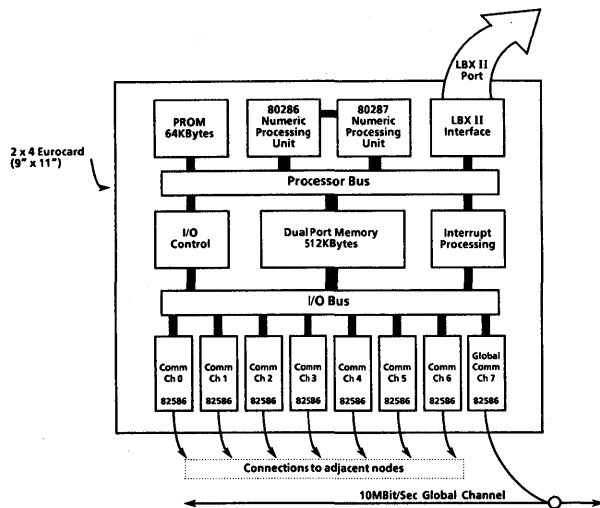 LBX II
Port
PROM
64KBytes
80286
Numeric
Processing
Unit
80287
Numeric
Processing
Unit
LBX II
Interface
2 x 4 Eurocard
(9" x 11")
Processor Bus
I/O
Control
Dual Port Memory
512KBytes
Interrupt
Processing
I/O Bus
Comm
Ch 0
82586
Comm
Ch 1
82586
Comm
Ch 2
82586
Comm
Ch 3
82586
Comm
Ch 4
82586
Comm
Ch 5
82586
Comm
Ch 6
82586
Global
Comm
Ch 7
82586
Connections to adjacent nodes
10MBit/Sec Global Channel